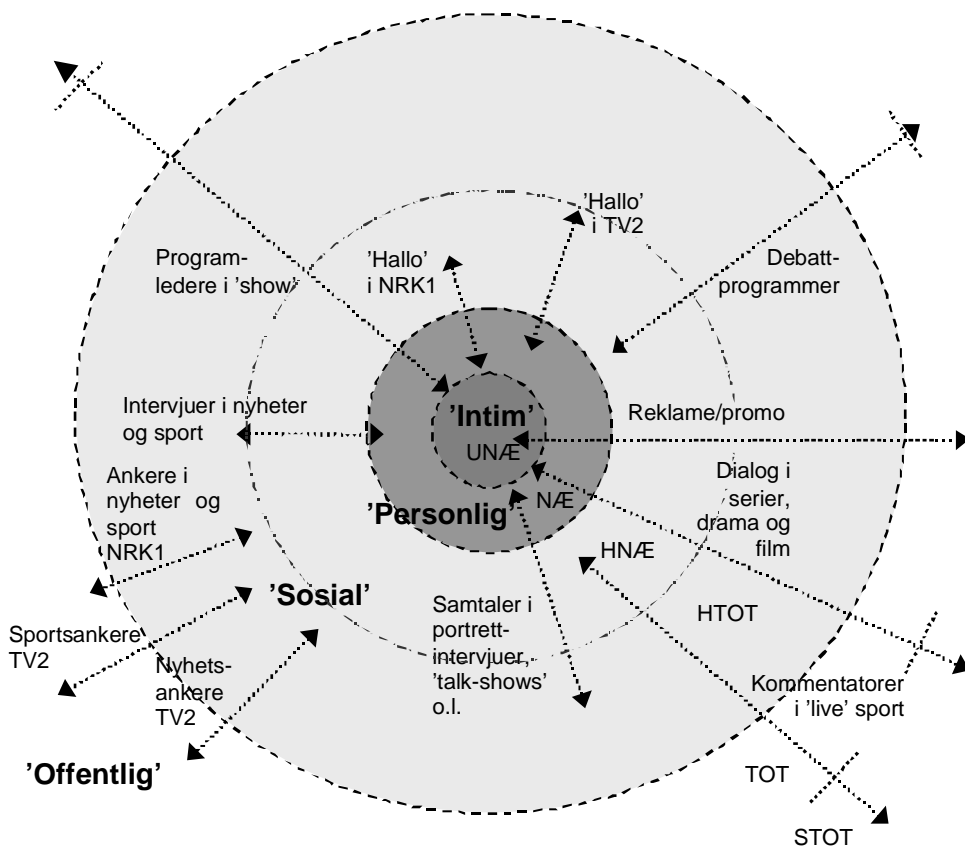 ’Hallo’
i TV2
’Hallo’
i NRK1
Program-
ledere i ’show’
Debatt-
programmer
Intervjuer i nyheter
og sport
’Intim’
UNÆ
Reklame/promo
Ankere i
nyheter og
sport
NRK1
’Personlig’
NÆ
Dialog i
serier,
drama og
film
HNÆ
’Sosial’
Samtaler i
portrett-
intervjuer,
’talk-shows’
o.l.
HTOT
Sportsankere
TV2
Nyhets-
ankere
TV2
Kommentatorer
i ’live’ sport
’Offentlig’
TOT
STOT